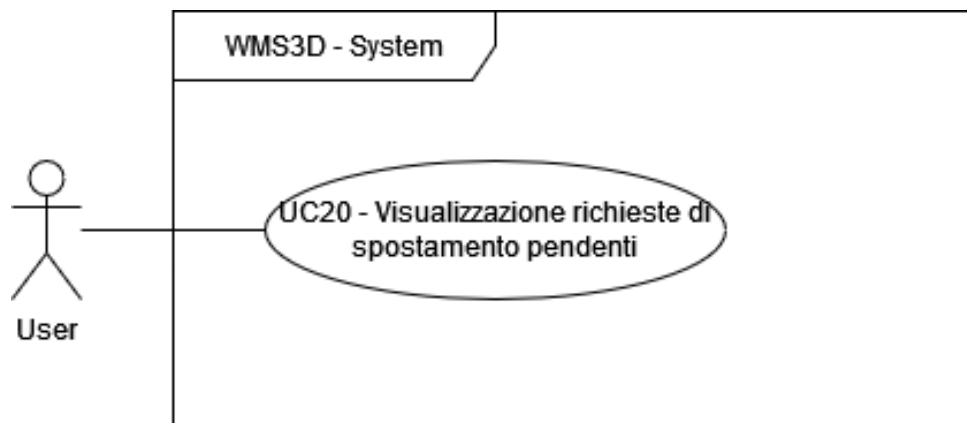 WMS3D - System
UC20 - Visualizzazione richieste di
spostamento pendenti
User